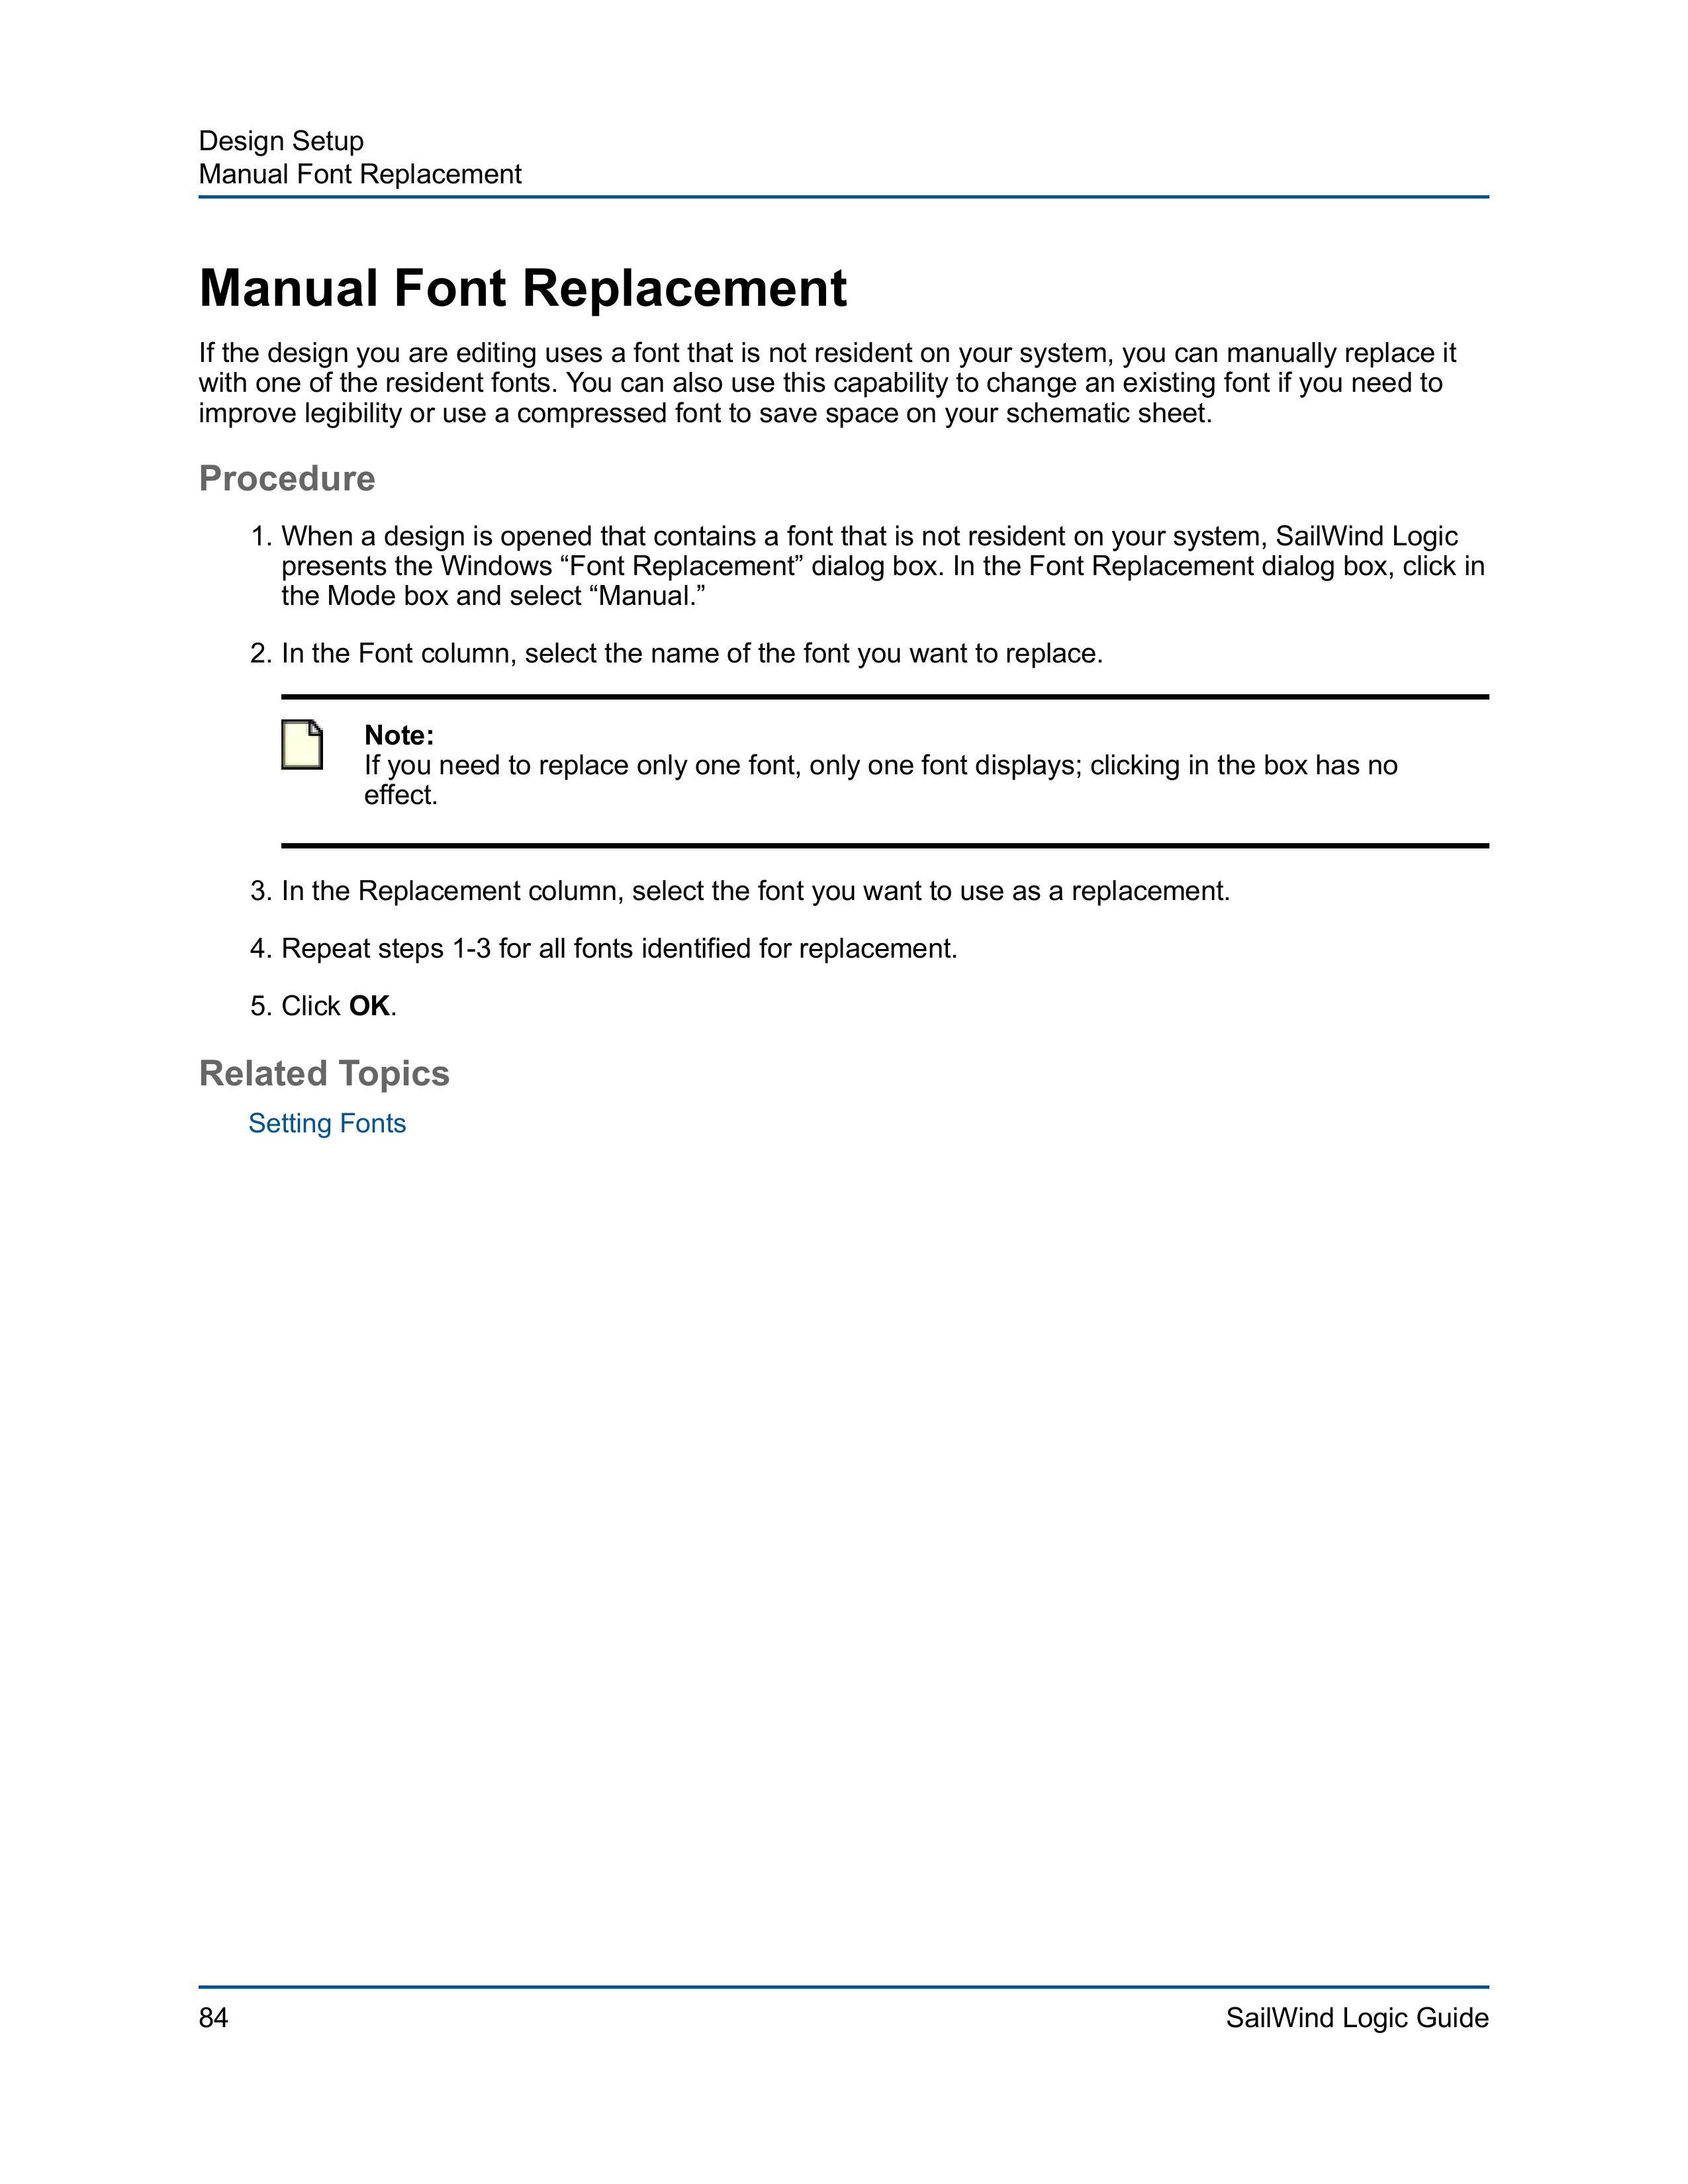 Design Setup
Manual Font Replacement
Manual Font Replacement
If the design you are editing uses a font that is not resident on your system, you can manually replace it
with one of the resident fonts. You can also use this capability to change an existing font if you need to
improve legibility or use a compressed font to save space on your schematic sheet.
Procedure
1. When a design is opened that contains a font that is not resident on your system, SailWind Logic
presents the Windows “Font Replacement” dialog box. In the Font Replacement dialog box, click in
the Mode box and select “Manual.”
2. In the Font column, select the name of the font you want to replace.
Note:
If you need to replace only one font, only one font displays; clicking in the box has no
effect.
3. In the Replacement column, select the font you want to use as a replacement.
4. Repeat steps 1-3 for all fonts identified for replacement.
5. Click OK.
Related Topics
Setting Fonts
84
SailWind Logic Guide